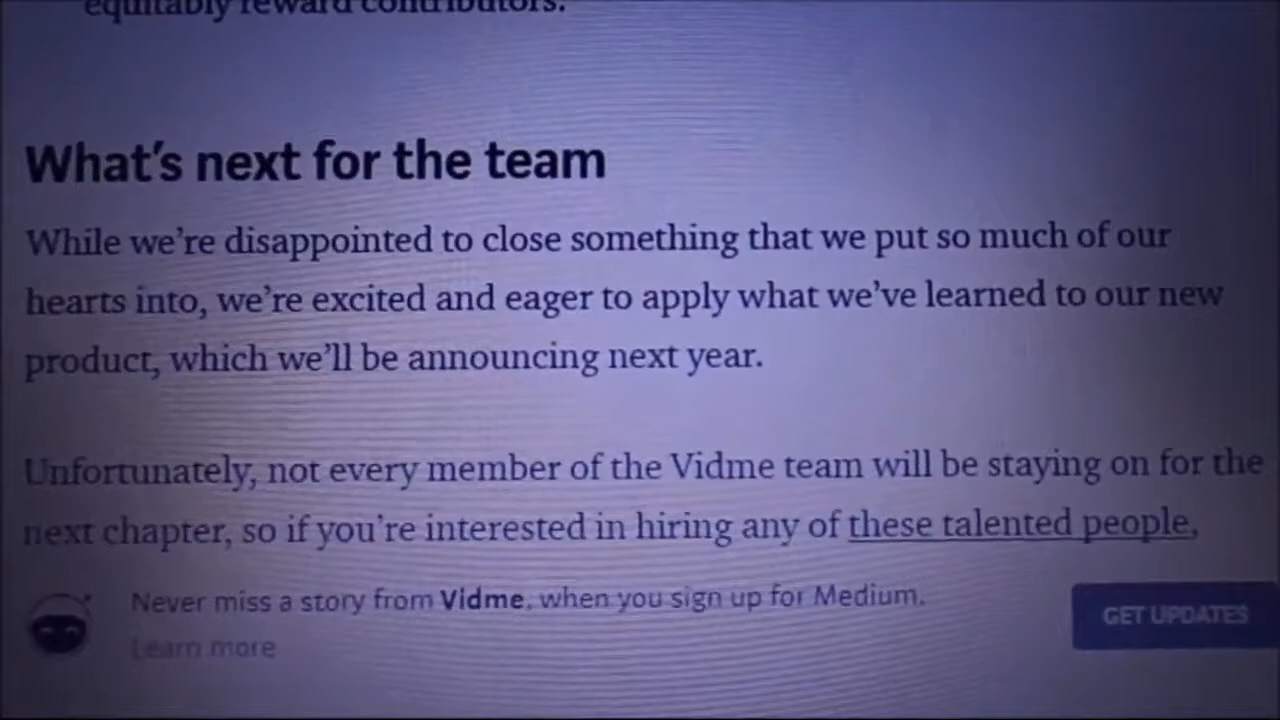 equitably reward contributors.
What's next for the team
While we're disappointed to close something that we put so much of our
hearts into, we're excited and eager to apply what we've learned to our new
product, which we'll be announcing next year.
Unfortunately, not every member of the Vidme team will be staying on for the
next chapter, so if you're interested in hiring any of these talented people,
Never miss a story from Vidme, when you sign up for Medium.
Learn more
GET UPDATES